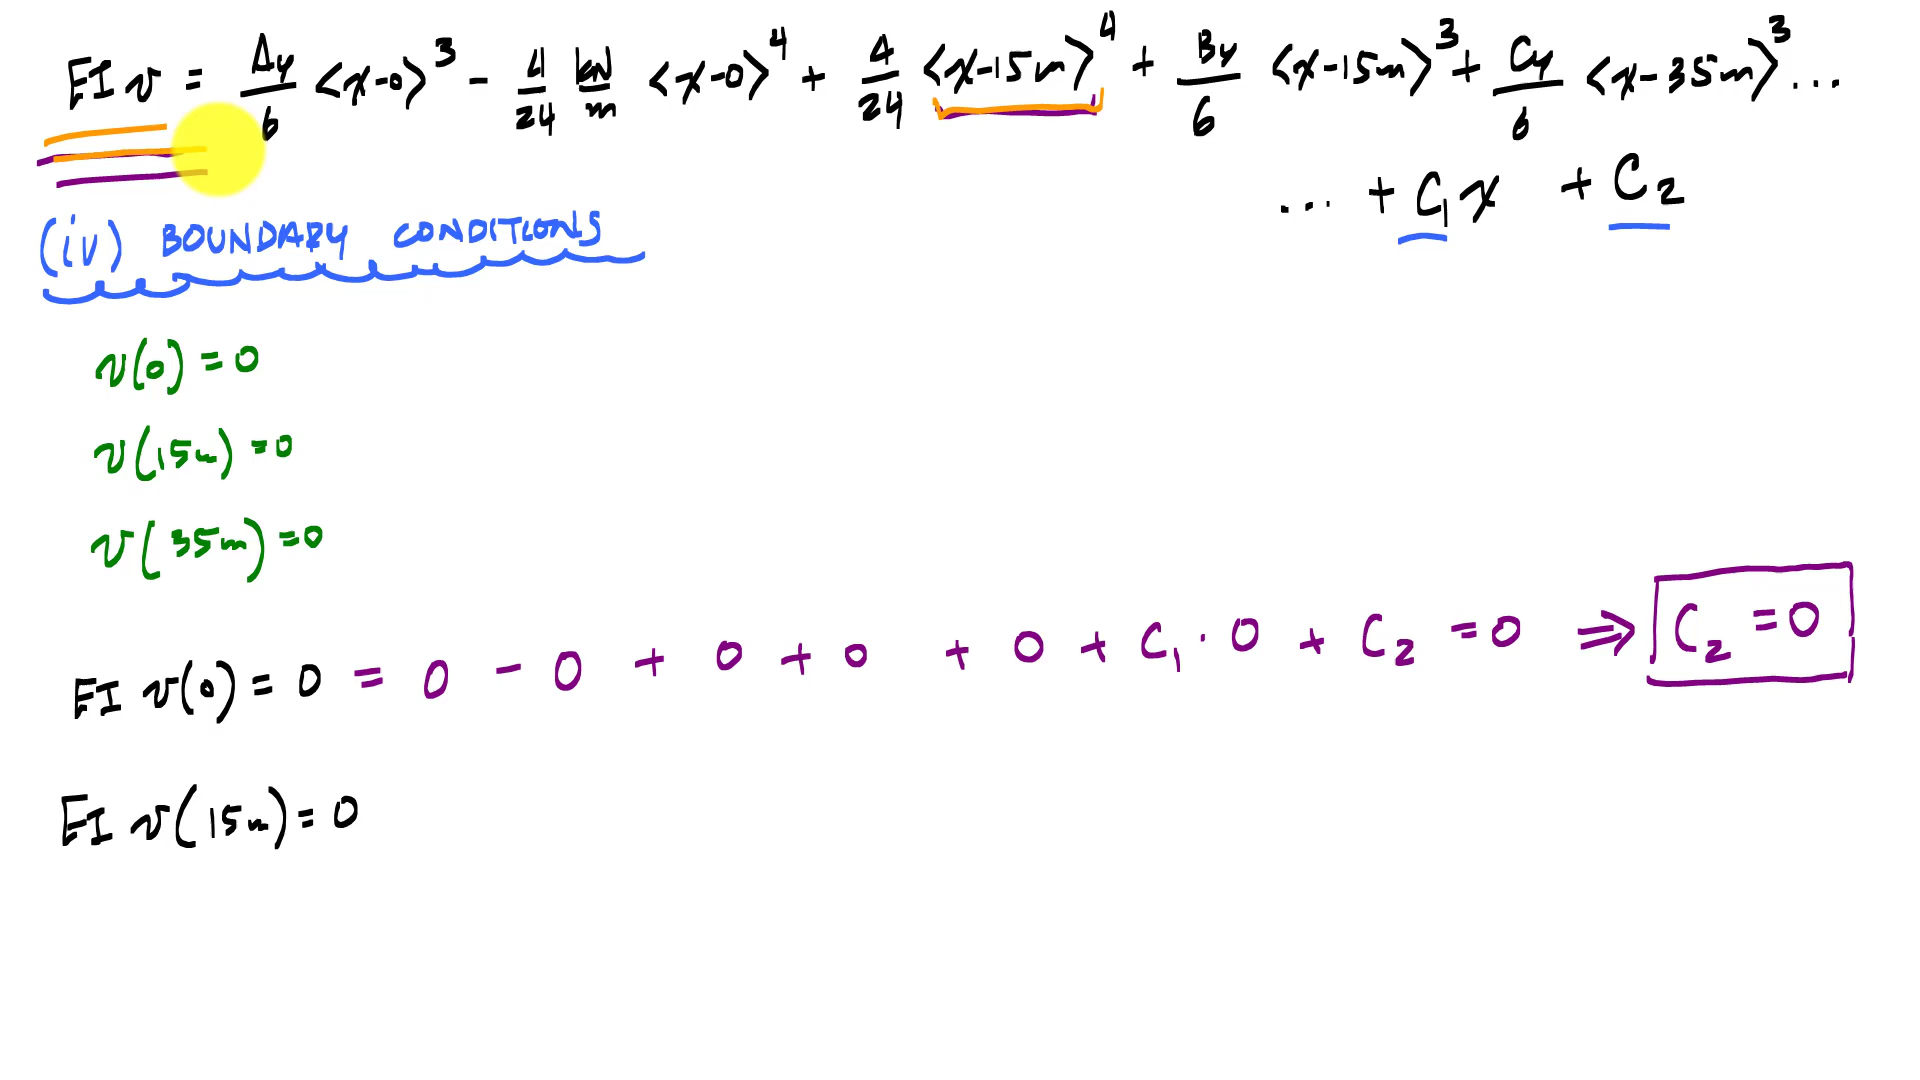 EI v = Ay/6 <x-0>³ - 4/24 kN/m <x-0>⁴ + 4/24 <x-15m>⁴ + By/6 <x-15m>³ + Cy/6 <x-35m>³ ...
... + C₁x + C₂
(iv) BOUNDARY CONDITIONS
v(0) = 0
v(15m) = 0
v(35m) = 0
EI v(0) = 0 = 0 - 0 + 0 + 0 + 0 + C₁ · 0 + C₂ = 0 ⇒ C₂ = 0
EI v(15m) = 0